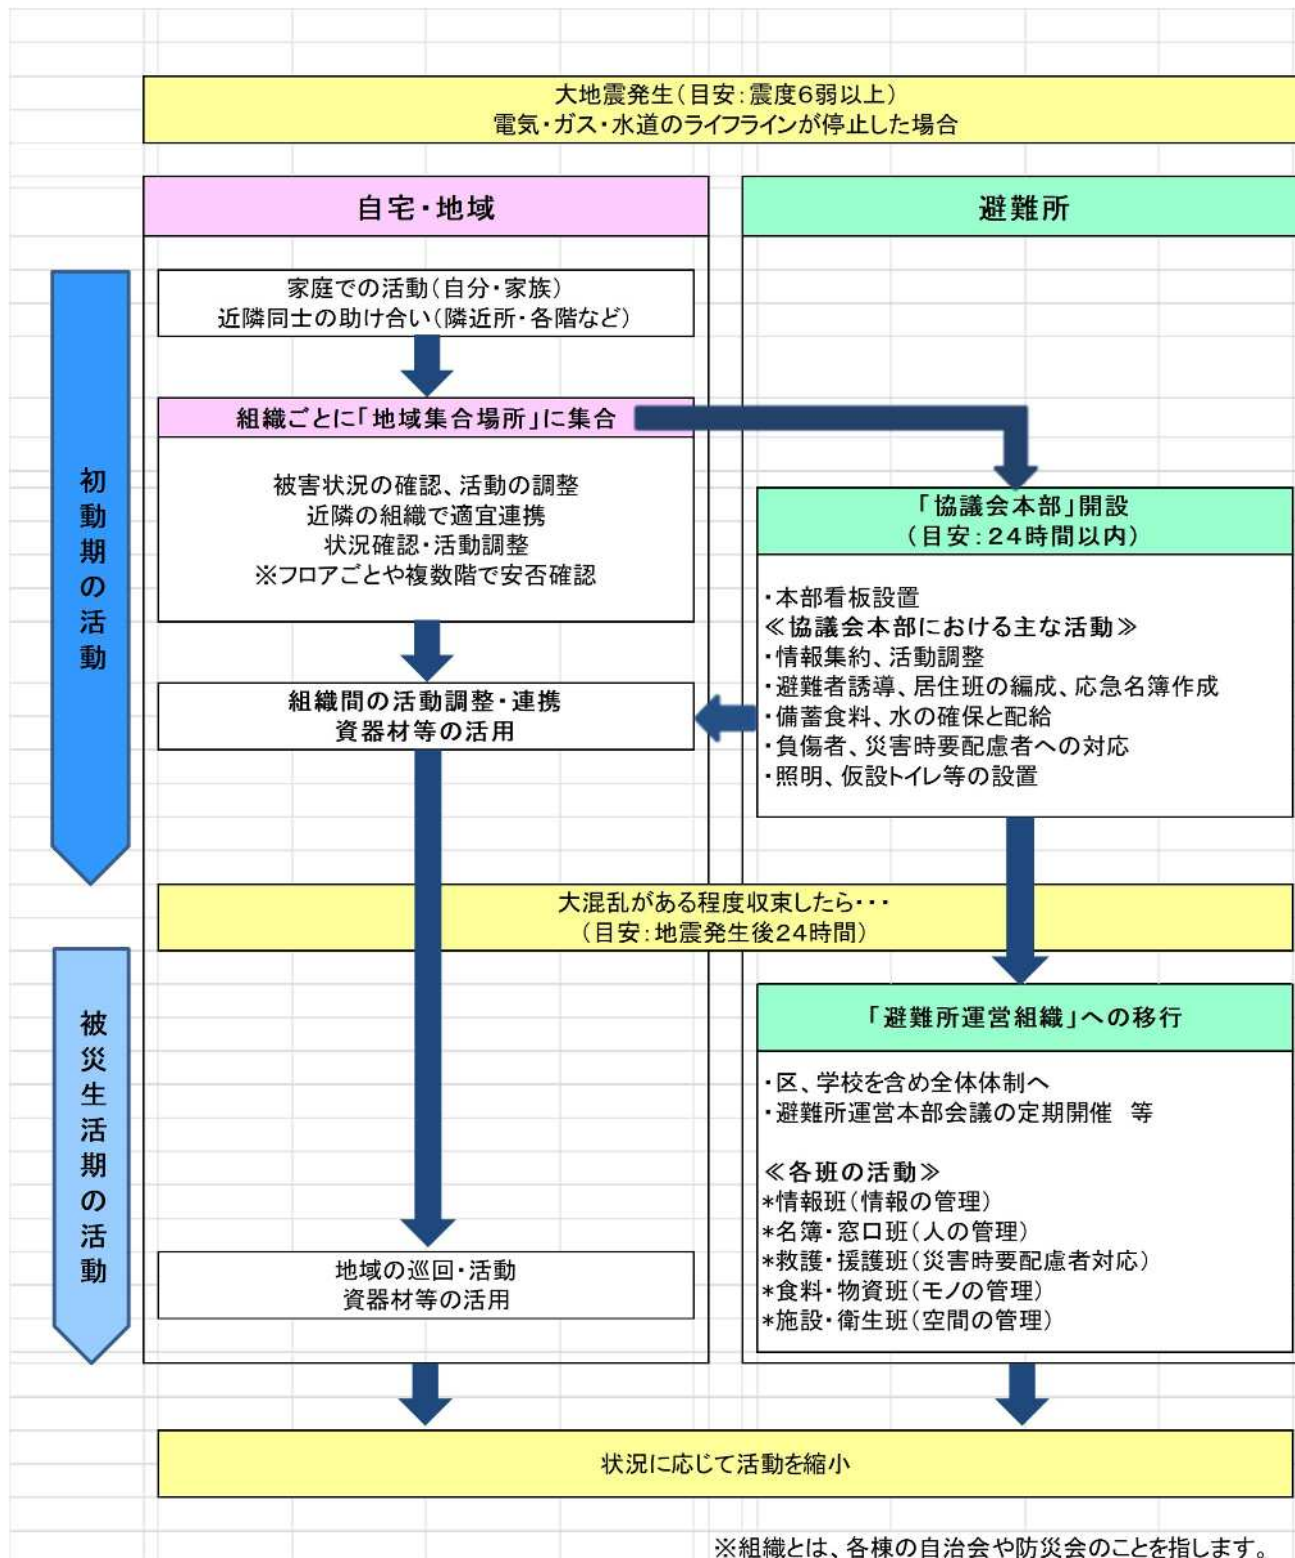 大地震発生(目安:震度6弱以上)
電気・ガス・水道のライフラインが停止した場合
自宅・地域
避難所
初動期の活動
家庭での活動(自分・家族)
近隣同士の助け合い(隣近所・各階など)
組織ごとに「地域集合場所」に集合
被害状況の確認、活動の調整
近隣の組織で適宜連携
状況確認・活動調整
※フロアごとや複数階で安否確認
「協議会本部」開設
(目安:24時間以内)
・本部看板設置
≪協議会本部における主な活動≫
・情報集約、活動調整
・避難者誘導、居住班の編成、応急名簿作成
・備蓄食料、水の確保と配給
・負傷者、災害時要配慮者への対応
・照明、仮設トイレ等の設置
組織間の活動調整・連携
資器材等の活用
大混乱がある程度収束したら・・・
(目安:地震発生後24時間)
被災生活期の活動
「避難所運営組織」への移行
・区、学校を含め全体体制へ
・避難所運営本部会議の定期開催 等
≪各班の活動≫
*情報班(情報の管理)
*名簿・窓口班(人の管理)
*救護・援護班(災害時要配慮者対応)
*食料・物資班(モノの管理)
*施設・衛生班(空間の管理)
地域の巡回・活動
資器材等の活用
状況に応じて活動を縮小
※組織とは、各棟の自治会や防災会のことを指します。